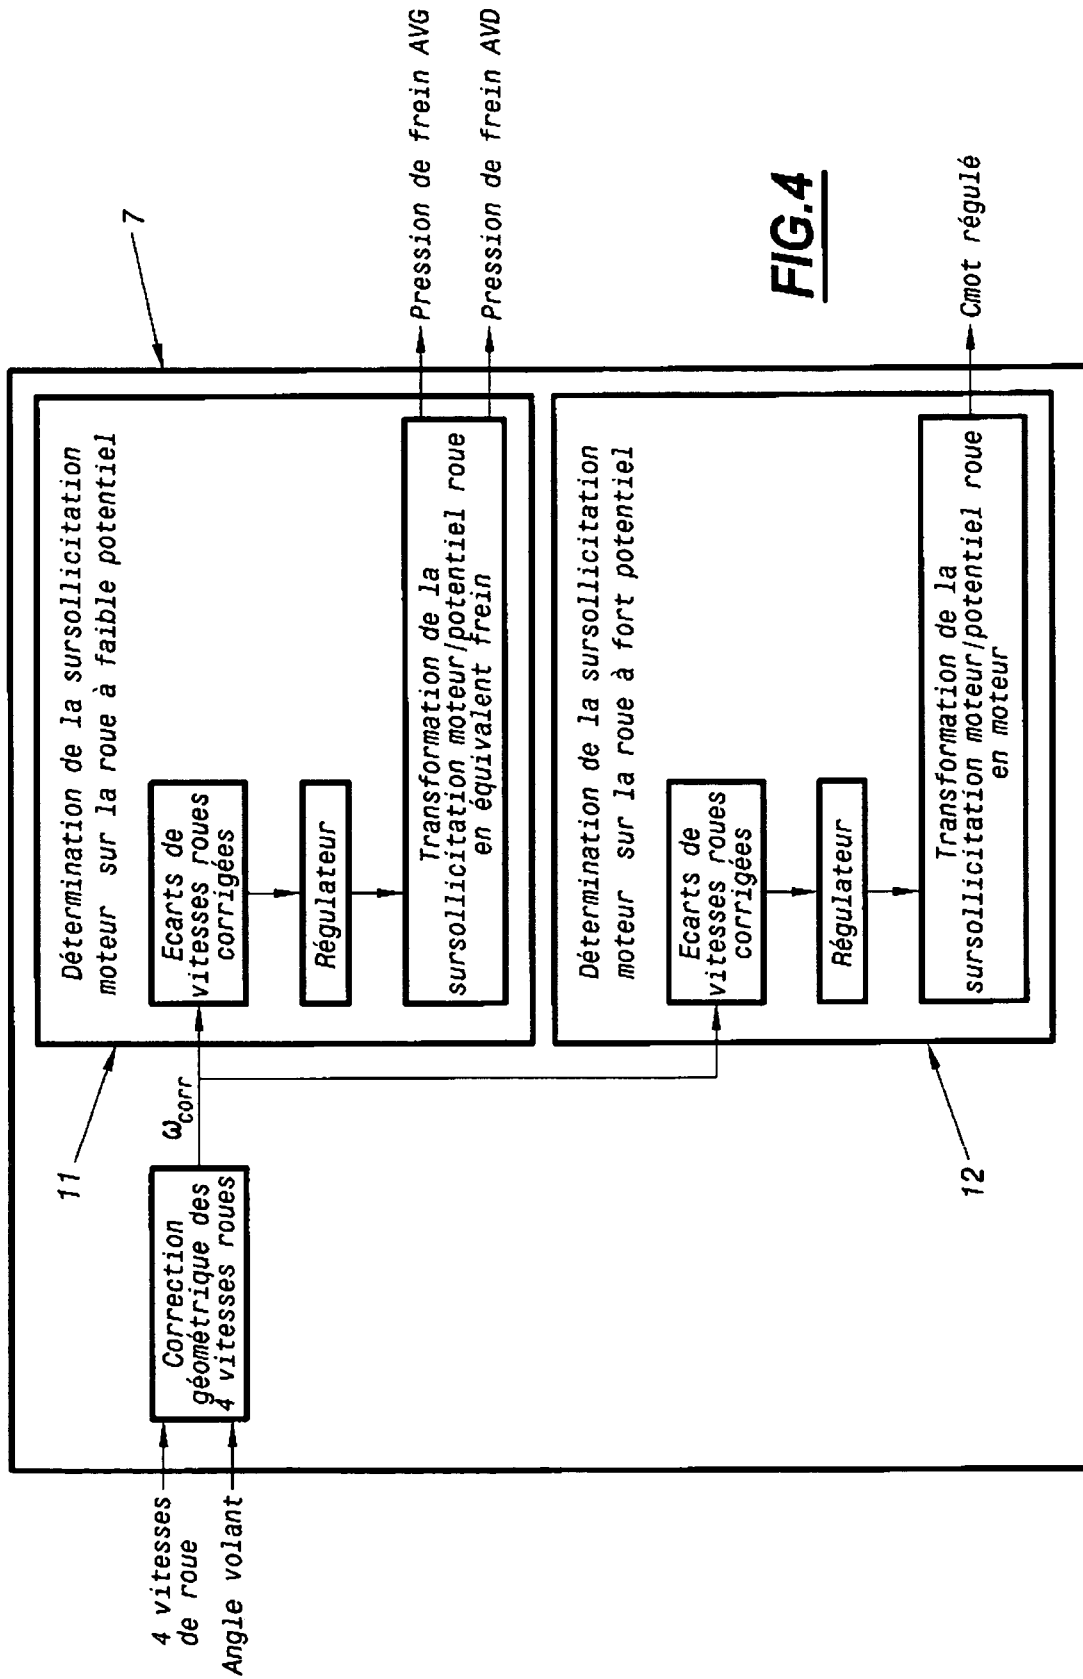 4 vitesses
de roue
Angle volant
Correction
géométrique des
4 vitesses roues
ωcorr
11
7
Détermination de la sursollicitation
moteur sur la roue à faible potentiel
Ecarts de
vitesses roues
corrigées
Régulateur
Transformation de la
sursollicitation moteur/potentiel roue
en équivalent frein
Pression de frein AVG
Pression de frein AVD
12
Détermination de la sursollicitation
moteur sur la roue à fort potentiel
Ecarts de
vitesses roues
corrigées
Régulateur
Transformation de la
sursollicitation moteur/potentiel roue
en moteur
Cmot régulé
FIG.4